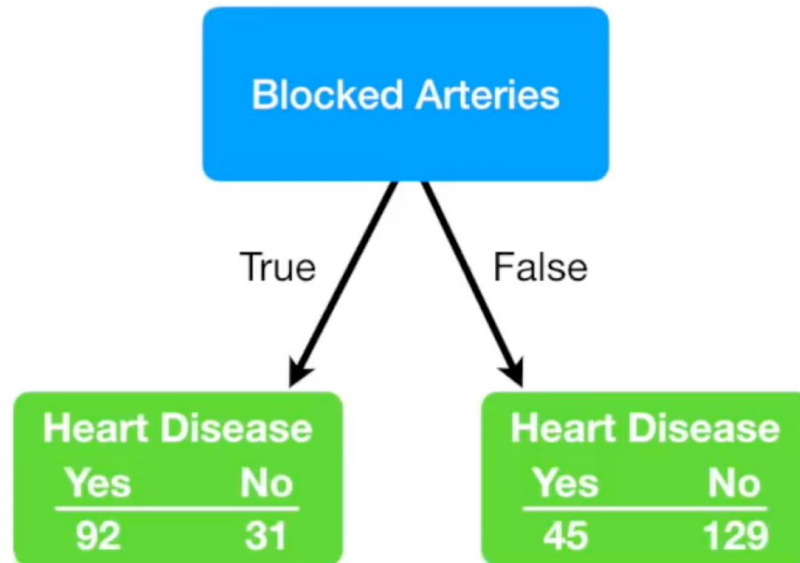 Blocked Arteries
True False
Heart Disease
Yes No
92 31
Heart Disease
Yes No
45 129